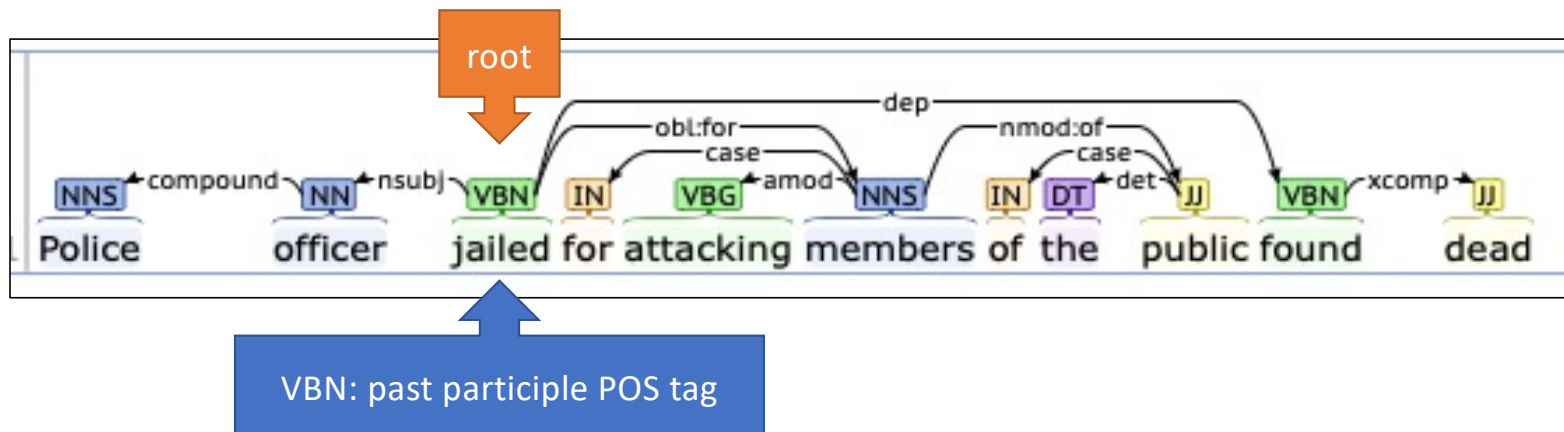 root
dep
obl:for nmod:of
case case
NNS compound NN nsubj VBN IN VBG amod NNS IN DT det JJ VBN xcomp JJ
Police officer jailed for attacking members of the public found dead
VBN: past participle POS tag